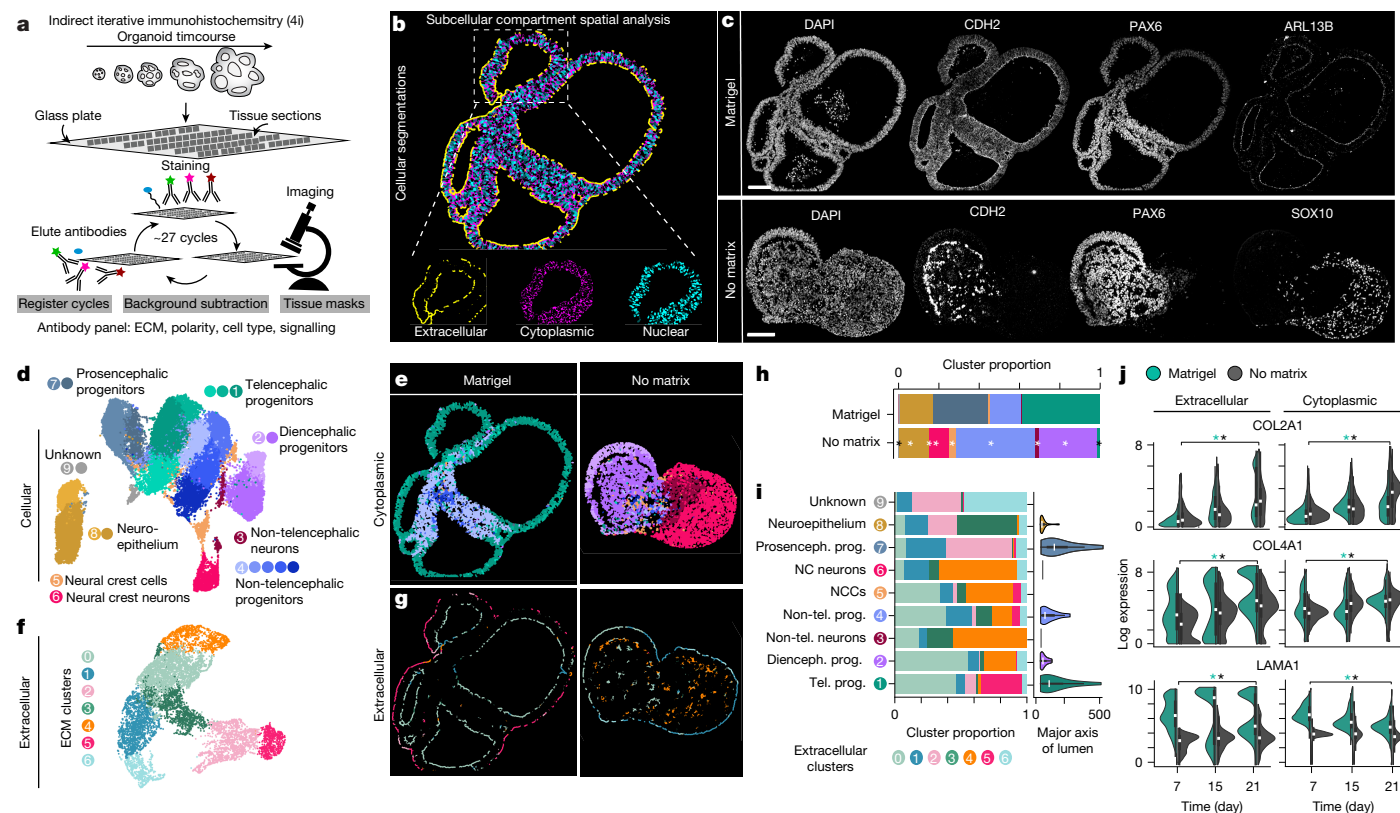 a
Indirect iterative immunohistochemsitry (4i)
Organoid timcourse
Glass plate
Tissue sections
Staining
Imaging
Elute antibodies
~27 cycles
Register cycles
Background subtraction
Tissue masks
Antibody panel: ECM, polarity, cell type, signalling
b
Subcellular compartment spatial analysis
Cellular segmentations
Extracellular
Cytoplasmic
Nuclear
c
DAPI
CDH2
PAX6
ARL13B
Matrigel
DAPI
CDH2
PAX6
SOX10
No matrix
d
7 Prosencephalic
progenitors
1 Telencephalic
progenitors
2 Diencephalic
progenitors
Unknown
9
Cellular
8 Neuro-
epithelium
3 Non-telencephalic
neurons
4
Non-telencephalic
progenitors
5 Neural crest cells
6 Neural crest neurons
e
Matrigel
No matrix
Cytoplasmic
f
Extracellular
ECM clusters
0
1
2
3
4
5
6
g
Extracellular
h
Cluster proportion
0 1
Matrigel
No matrix
* * * * * * * * *
i
Unknown 9
Neuroepithelium 8
Prosenceph. prog. 7
NC neurons 6
NCCs 5
Non-tel. prog. 4
Non-tel. neurons 3
Dienceph. prog. 2
Tel. prog. 1
0 1
0 500
Cluster proportion
Major axis
of lumen
Extracellular
clusters
0 1 2 3 4 5 6
j
Matrigel No matrix
Extracellular Cytoplasmic
COL2A1
8
0
* * * *
COL4A1
8
0
* * * *
Log expression
LAMA1
10
0
* * * *
7 15 21 7 15 21
Time (day) Time (day)